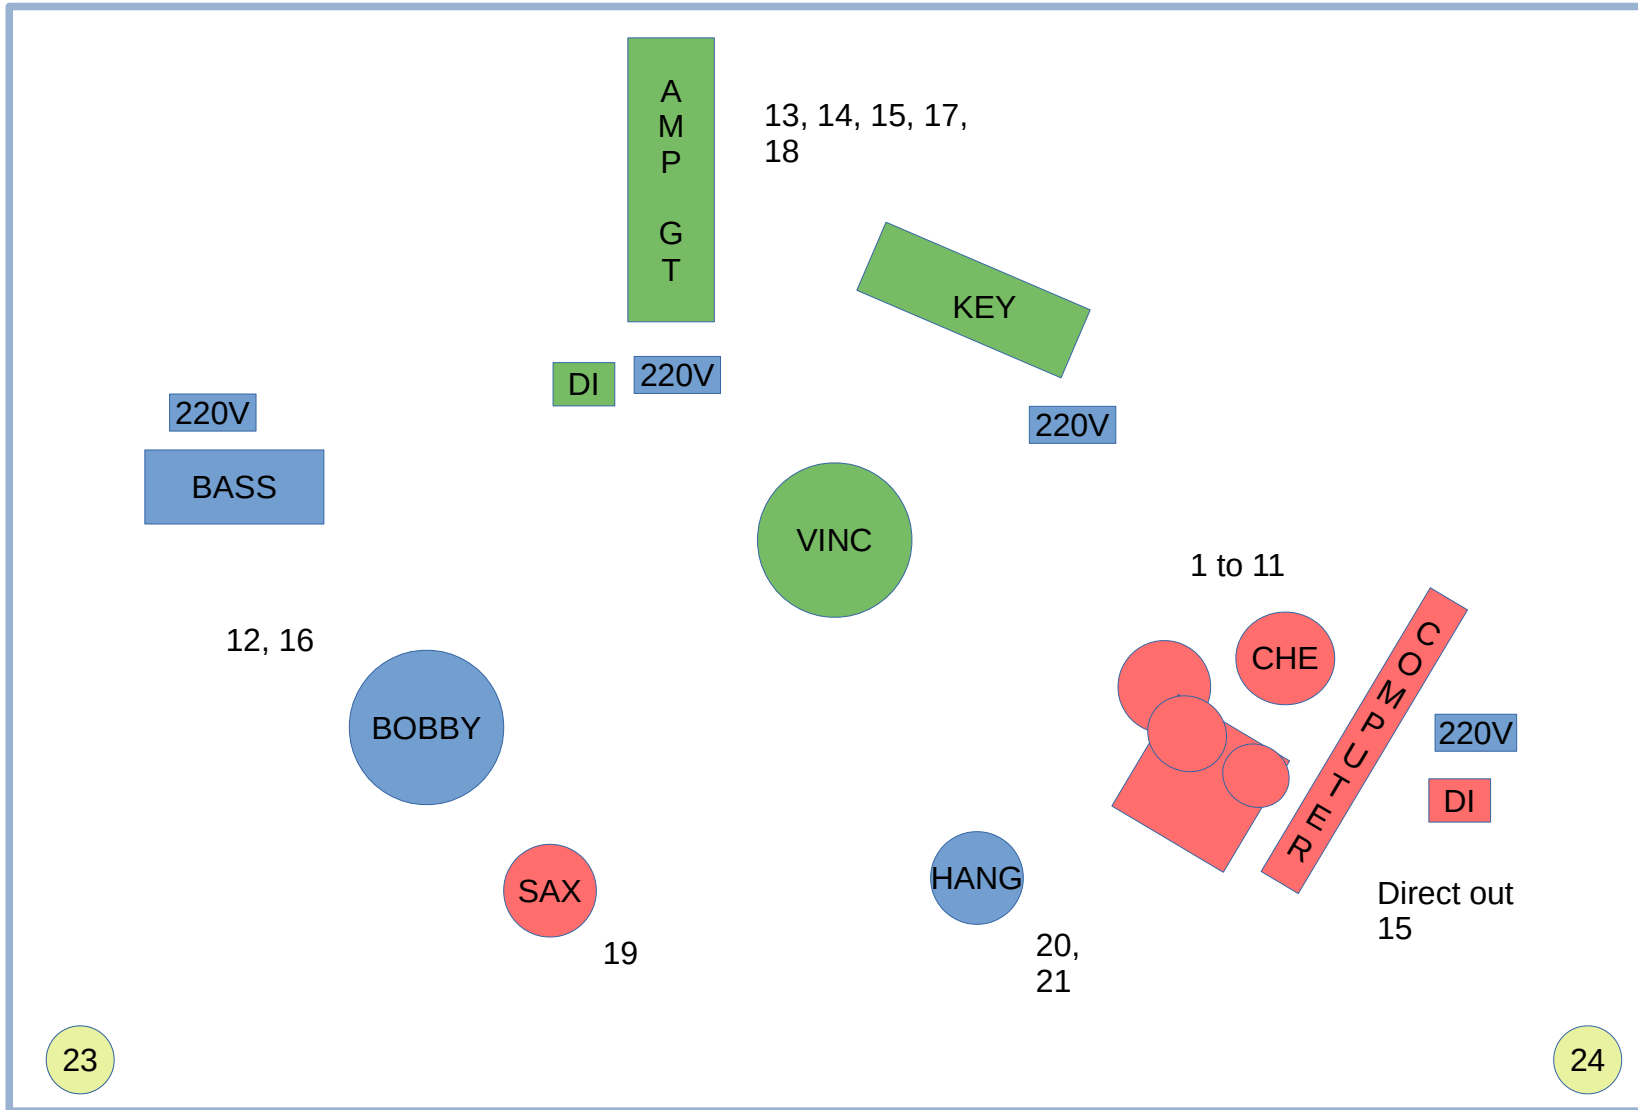 A
M
P
G
T
13, 14, 15, 17,
18
KEY
DI
220V
220V
220V
BASS
VINC
1 to 11
12, 16
CHE
COMPUTER
BOBBY
220V
DI
HANG
SAX
Direct out
15
19
20,
21
23
24